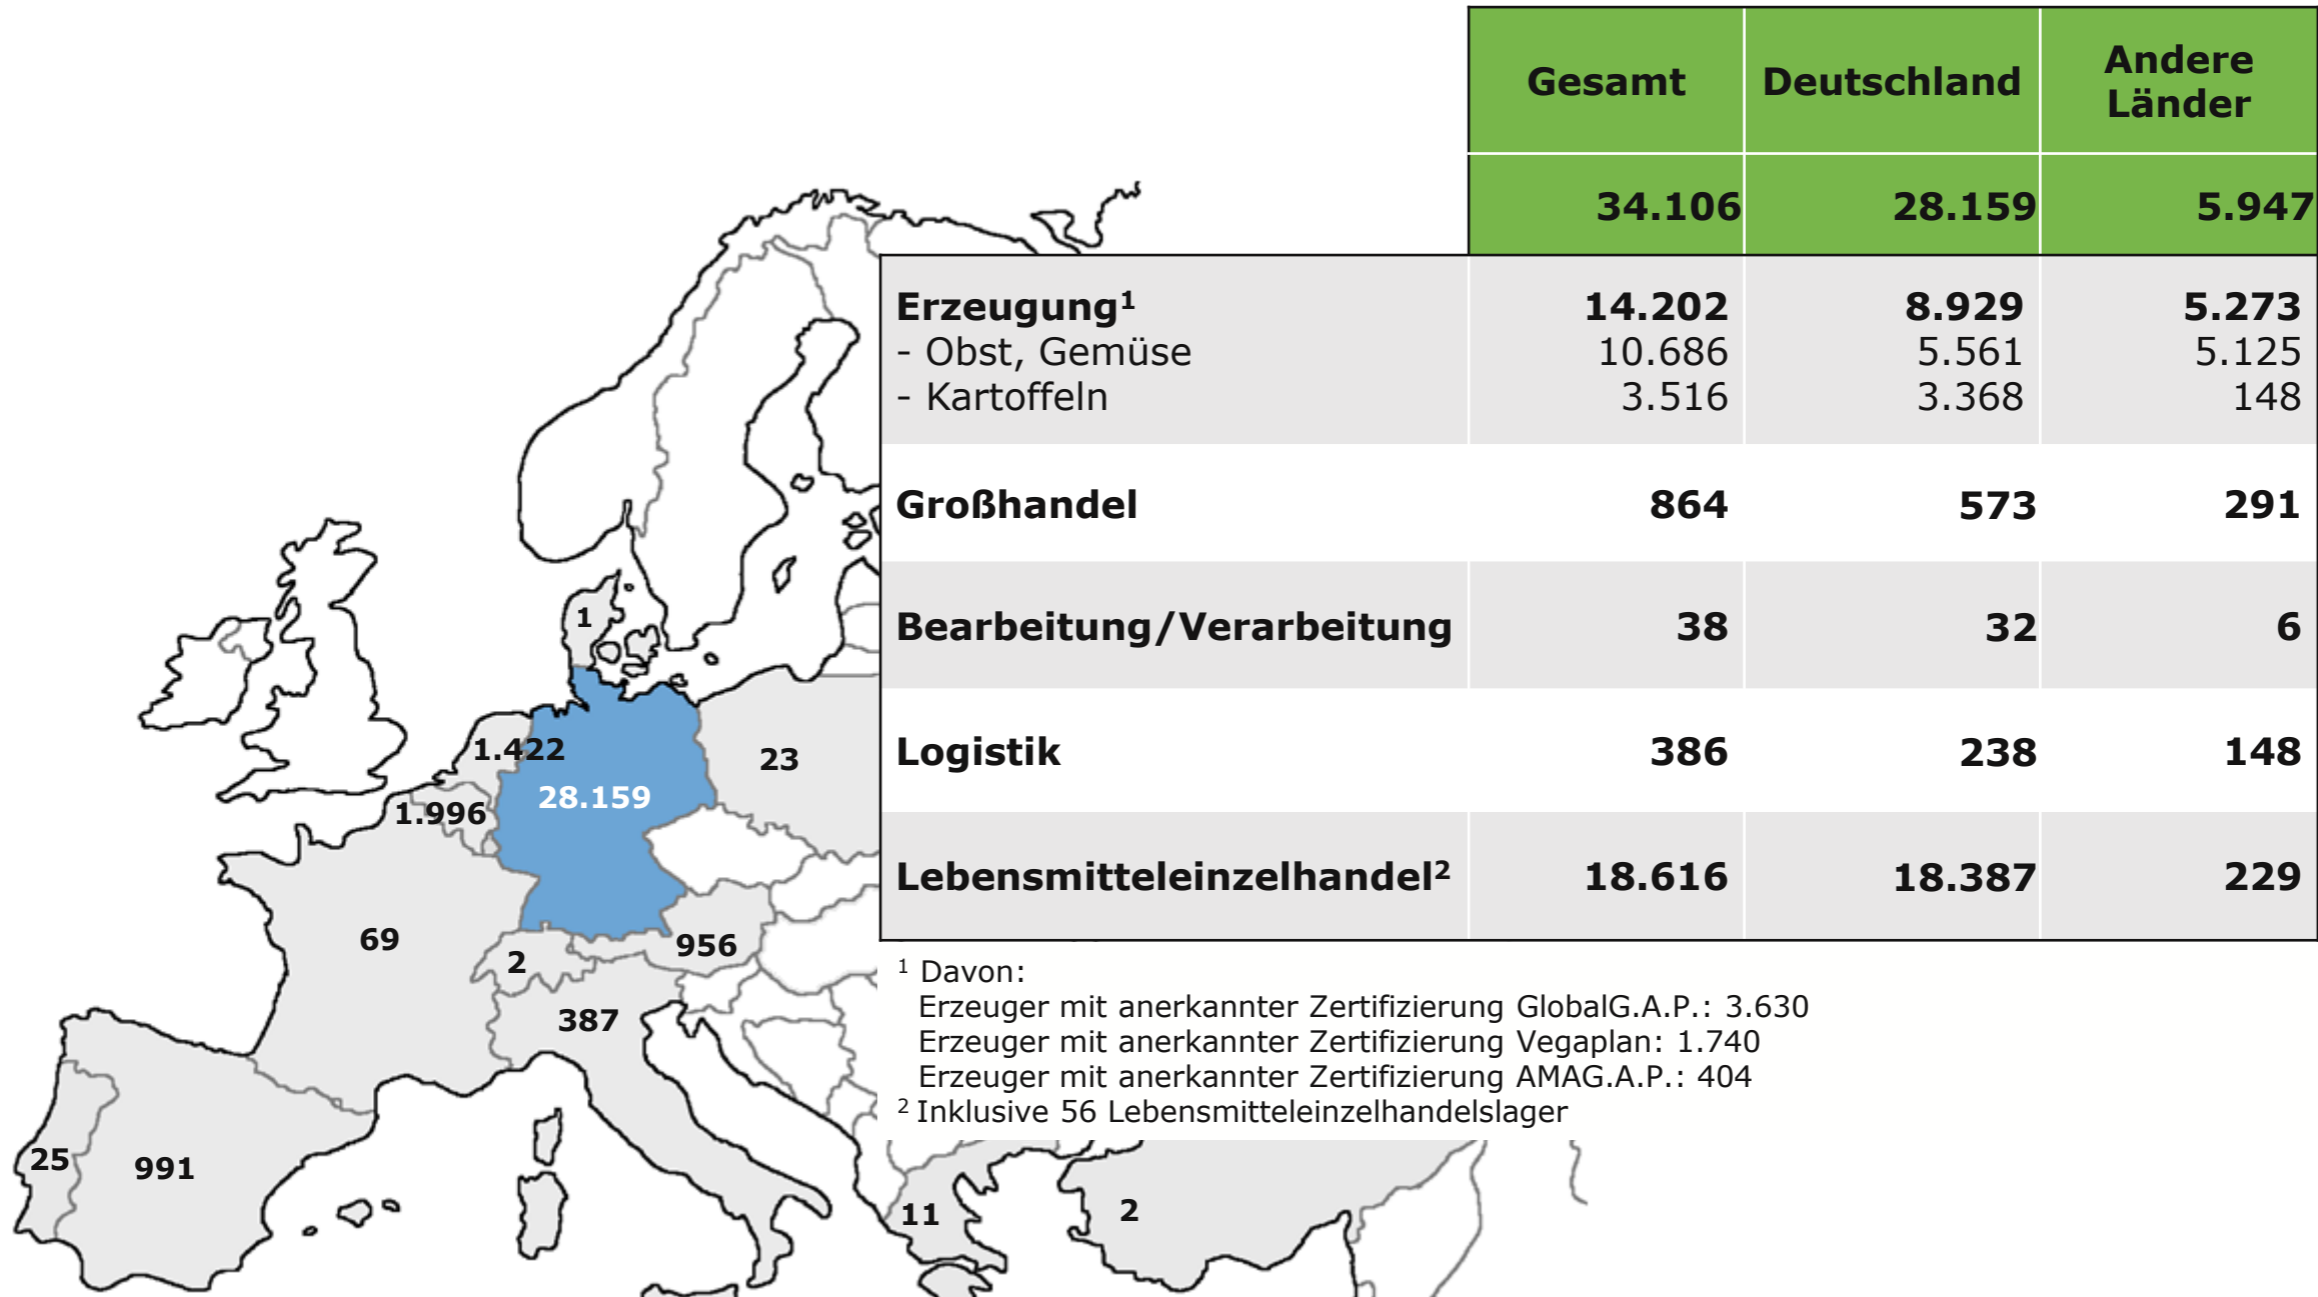 Gesamt Deutschland Andere Länder
34.106 28.159 5.947
Erzeugung¹ 14.202 8.929 5.273
- Obst, Gemüse 10.686 5.561 5.125
- Kartoffeln 3.516 3.368 148
Großhandel 864 573 291
Bearbeitung/Verarbeitung 38 32 6
Logistik 386 238 148
Lebensmitteleinzelhandel² 18.616 18.387 229
¹ Davon:
Erzeuger mit anerkannter Zertifizierung GlobalG.A.P.: 3.630
Erzeuger mit anerkannter Zertifizierung Vegaplan: 1.740
Erzeuger mit anerkannter Zertifizierung AMAG.A.P.: 404
² Inklusive 56 Lebensmitteleinzelhandelslager
1
1.422
23
28.159
1.996
69
956
2
387
25
991
11
2